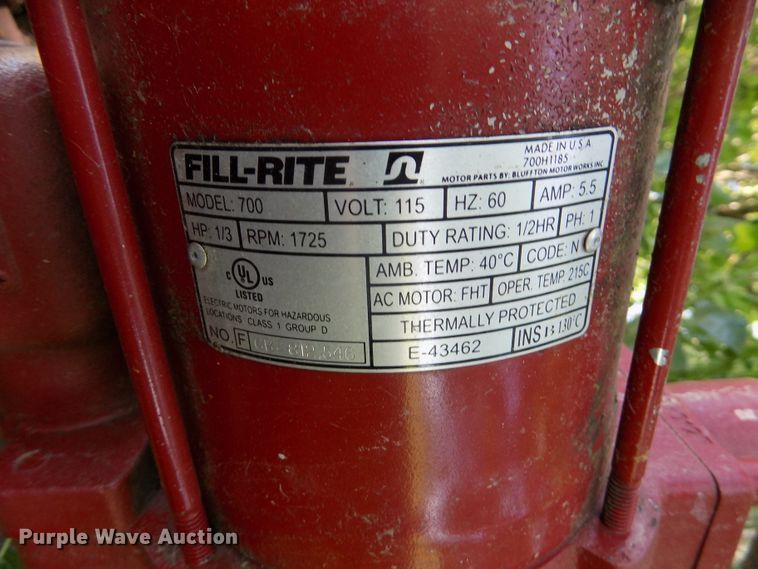 FILL-RITE
MADE IN U.S.A
700H1185
MOTOR PARTS BY: BLUFFTON MOTOR WORKS INC.
MODEL: 700 VOLT: 115 HZ: 60 AMP: 5.5
HP: 1/3 RPM: 1725 DUTY RATING: 1/2HR PH: 1
AMB. TEMP: 40°C CODE: N
C UL US
LISTED
AC MOTOR: FHT OPER. TEMP. 215C
ELECTRIC MOTORS FOR HAZARDOUS
LOCATIONS CLASS 1 GROUP D
THERMALLY PROTECTED
NO. F
E-43462 INS 130°C
Purple Wave Auction